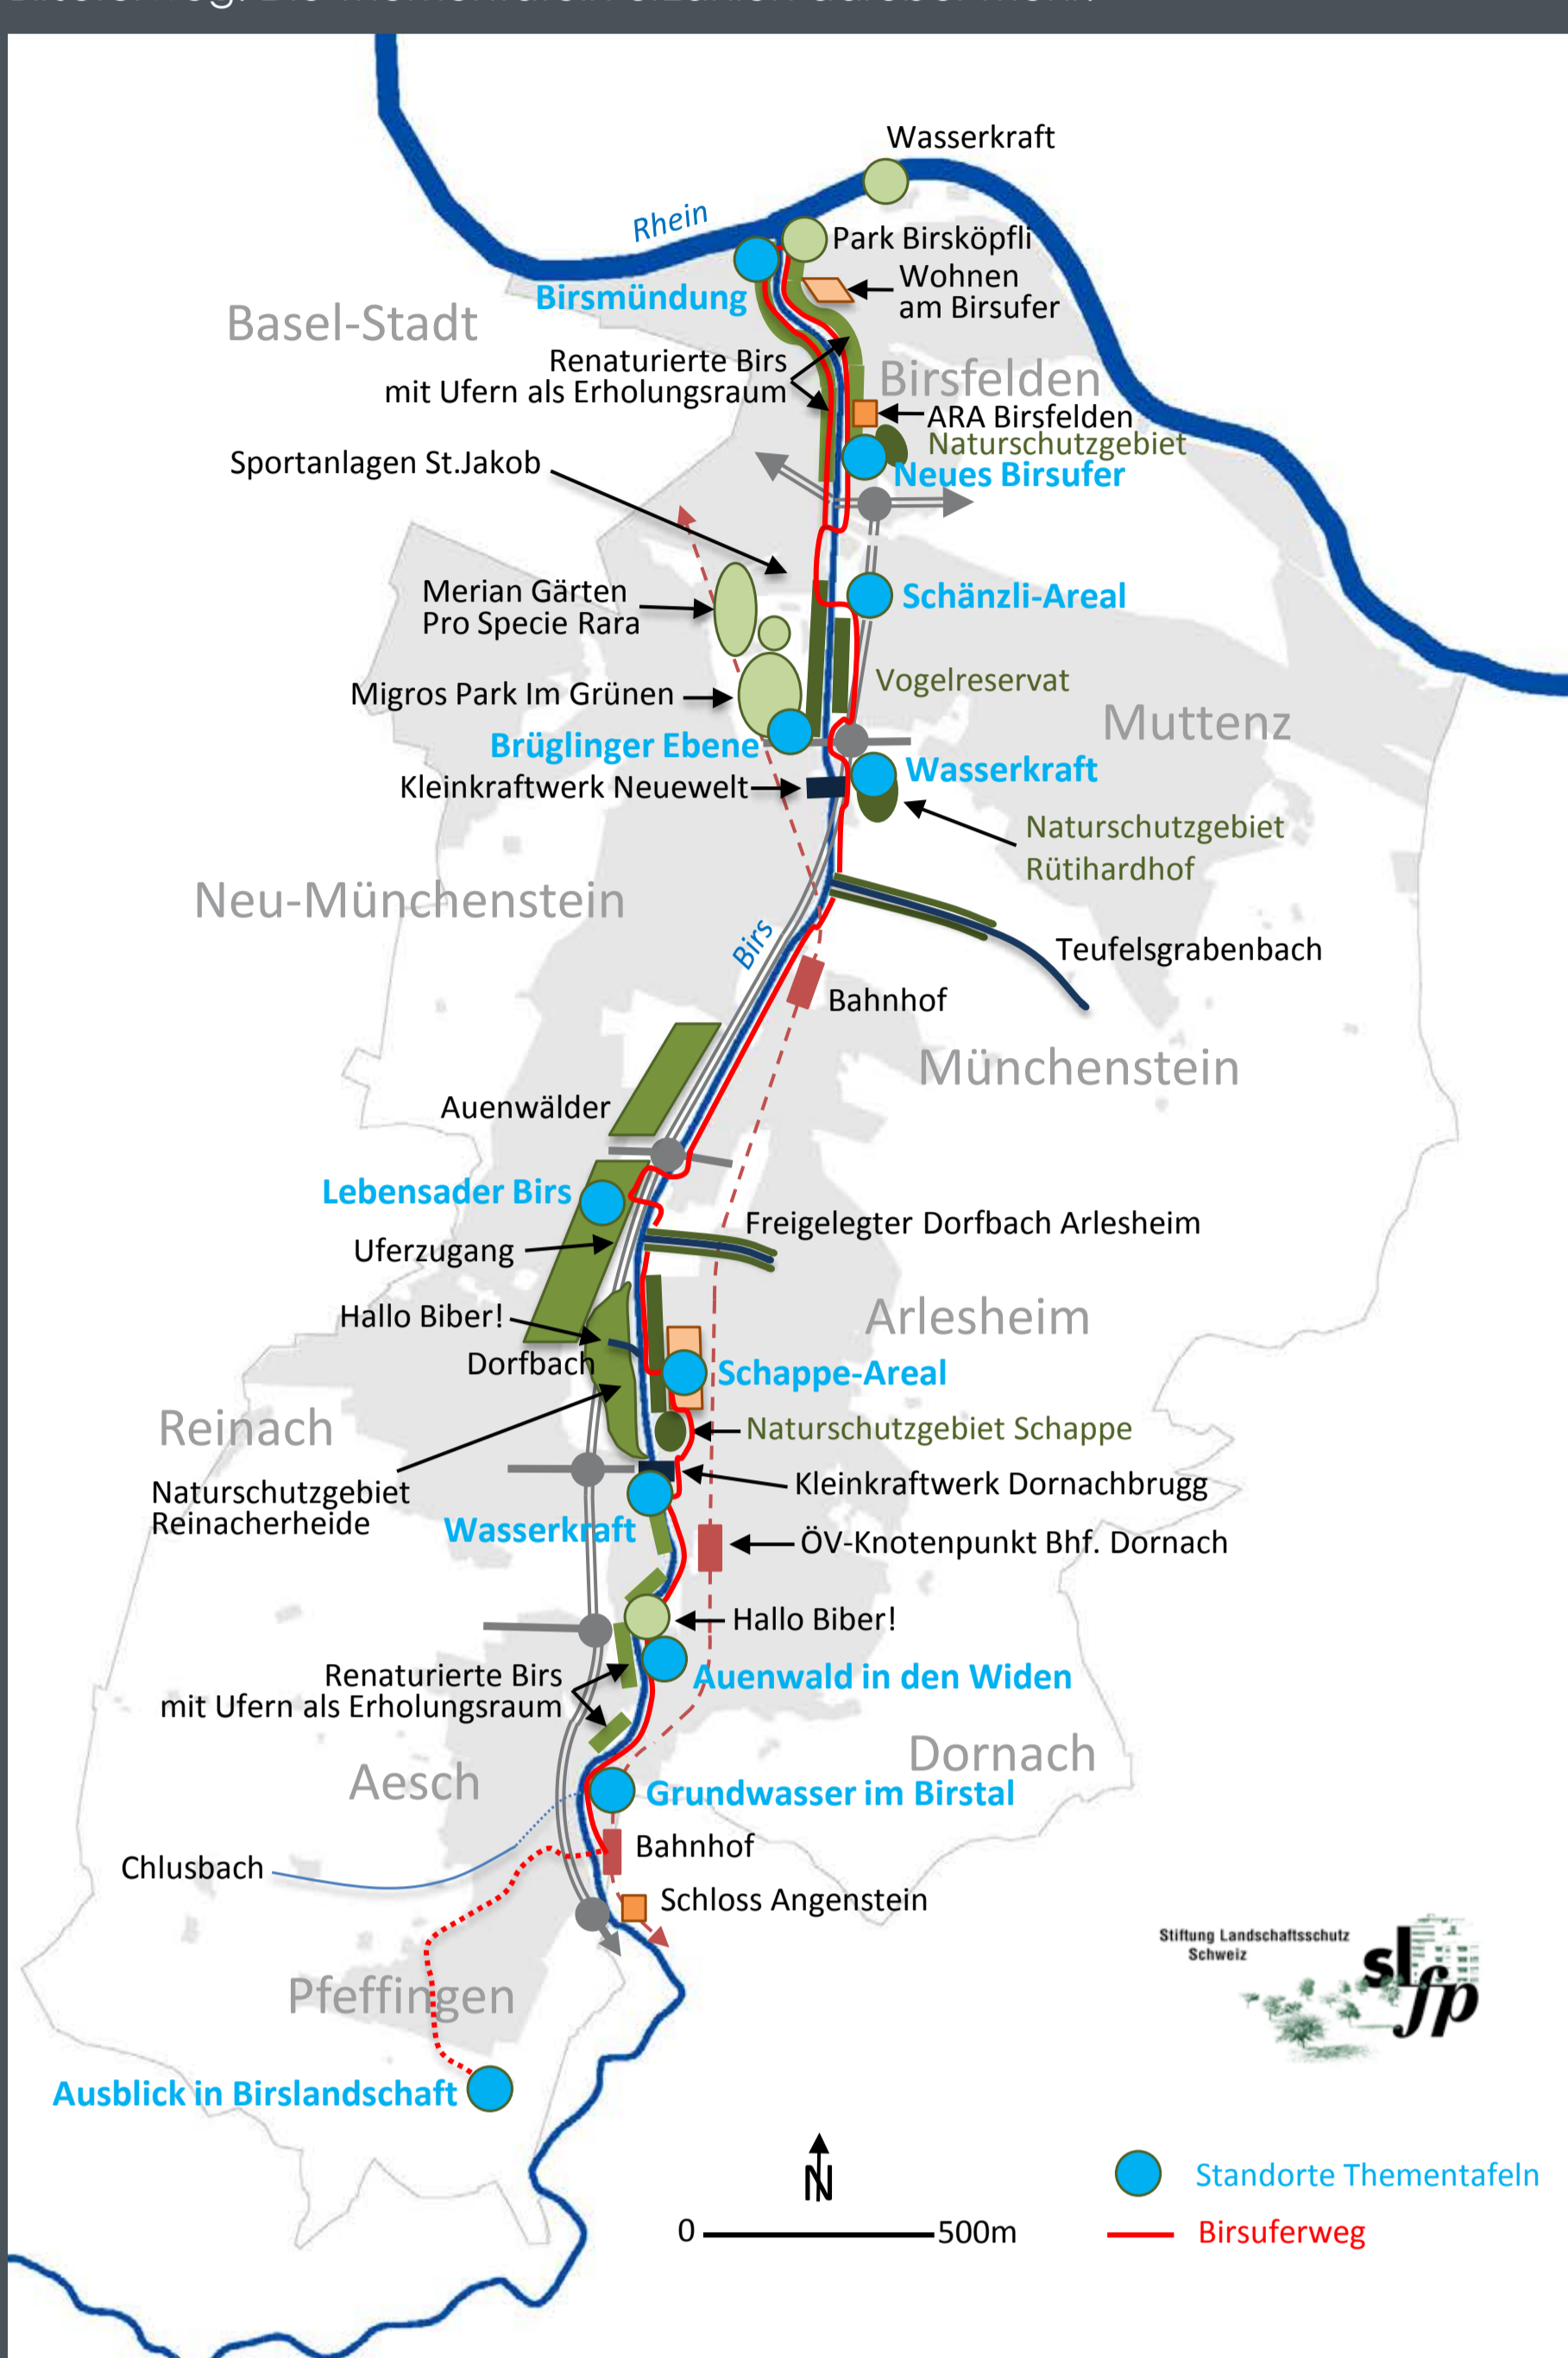 Wasserkraft
Rhein
Park Birsköpfli
Wohnen
am Birsufer
Birsmündung
Basel-Stadt
Renaturierte Birs
mit Ufern als Erholungsraum
Birsfelden
ARA Birsfelden
Naturschutzgebiet
Neues Birsufer
Sportanlagen St.Jakob
Merian Gärten
Pro Specie Rara
Schänzli-Areal
Migros Park Im Grünen
Vogelreservat
Muttenz
Brüglinger Ebene
Wasserkraft
Kleinkraftwerk Neuewelt
Naturschutzgebiet
Rütihardhof
Neu-Münchenstein
Birs
Teufelsgrabenbach
Bahnhof
Münchenstein
Auenwälder
Lebensader Birs
Freigelegter Dorfbach Arlesheim
Uferzugang
Hallo Biber!
Arlesheim
Dorfbach
Schappe-Areal
Reinach
Naturschutzgebiet Schappe
Naturschutzgebiet
Reinacherheide
Kleinkraftwerk Dornachbrugg
Wasserkraft
ÖV-Knotenpunkt Bhf. Dornach
Hallo Biber!
Renaturierte Birs
mit Ufern als Erholungsraum
Auenwald in den Widen
Dornach
Aesch
Grundwasser im Birstal
Chlusbach
Bahnhof
Schloss Angenstein
Stiftung Landschaftsschutz
Schweiz
sl
fp
Pfeffingen
Ausblick in Birslandschaft
N
0 500m
Standorte Thementafeln
Birsuferweg